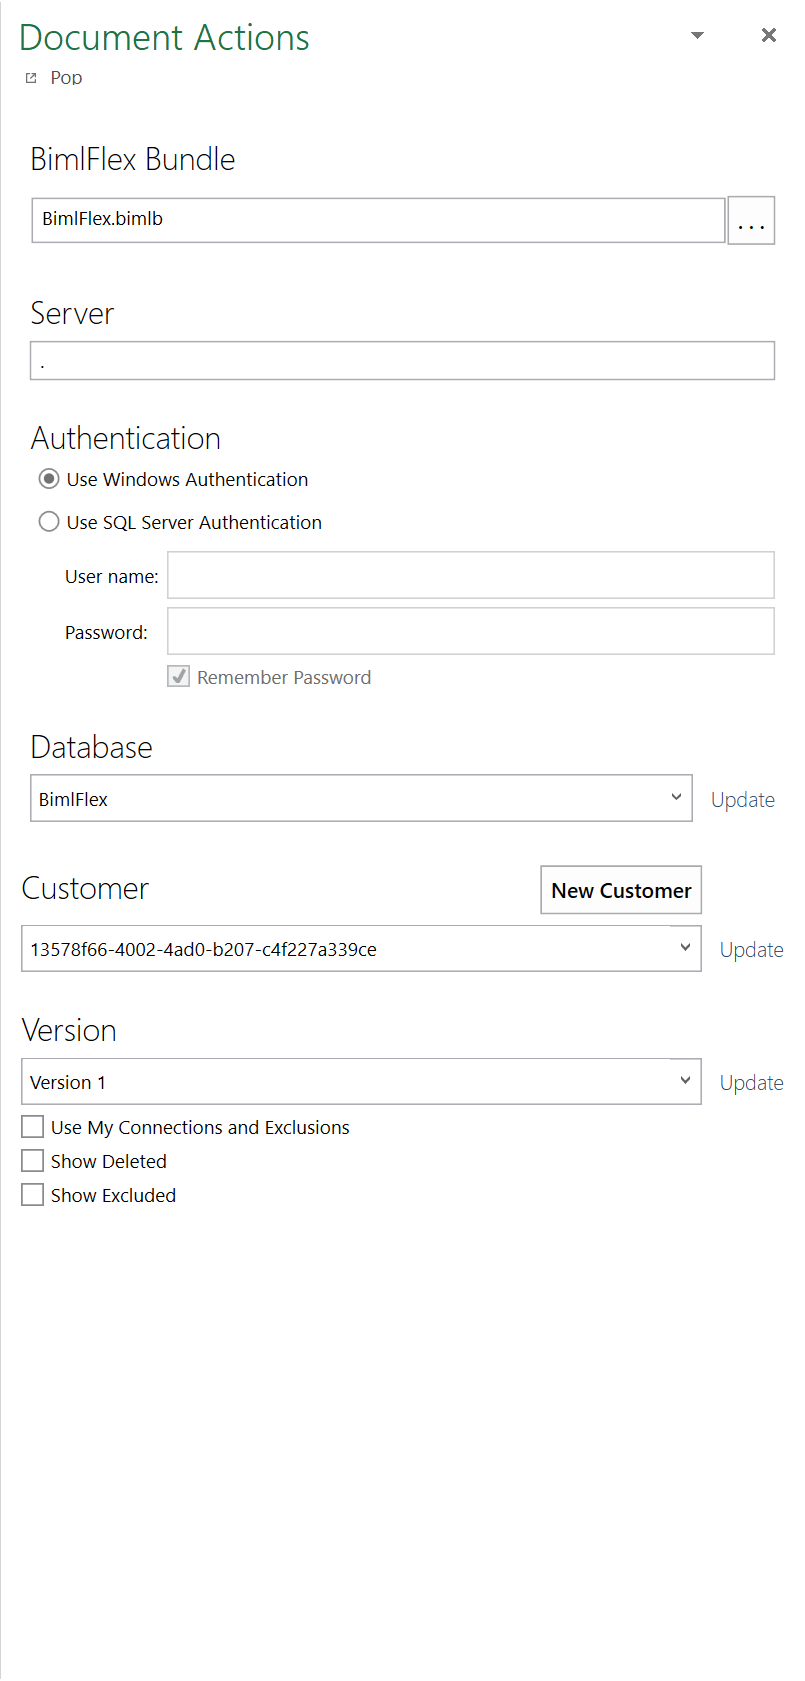 Document Actions
Pop
BimlFlex Bundle
BimlFlex.bimlb
...
Server
.
Authentication
Use Windows Authentication
Use SQL Server Authentication
User name:
Password:
Remember Password
Database
BimlFlex
Update
Customer
New Customer
13578f66-4002-4ad0-b207-c4f227a339ce
Update
Version
Version 1
Update
Use My Connections and Exclusions
Show Deleted
Show Excluded